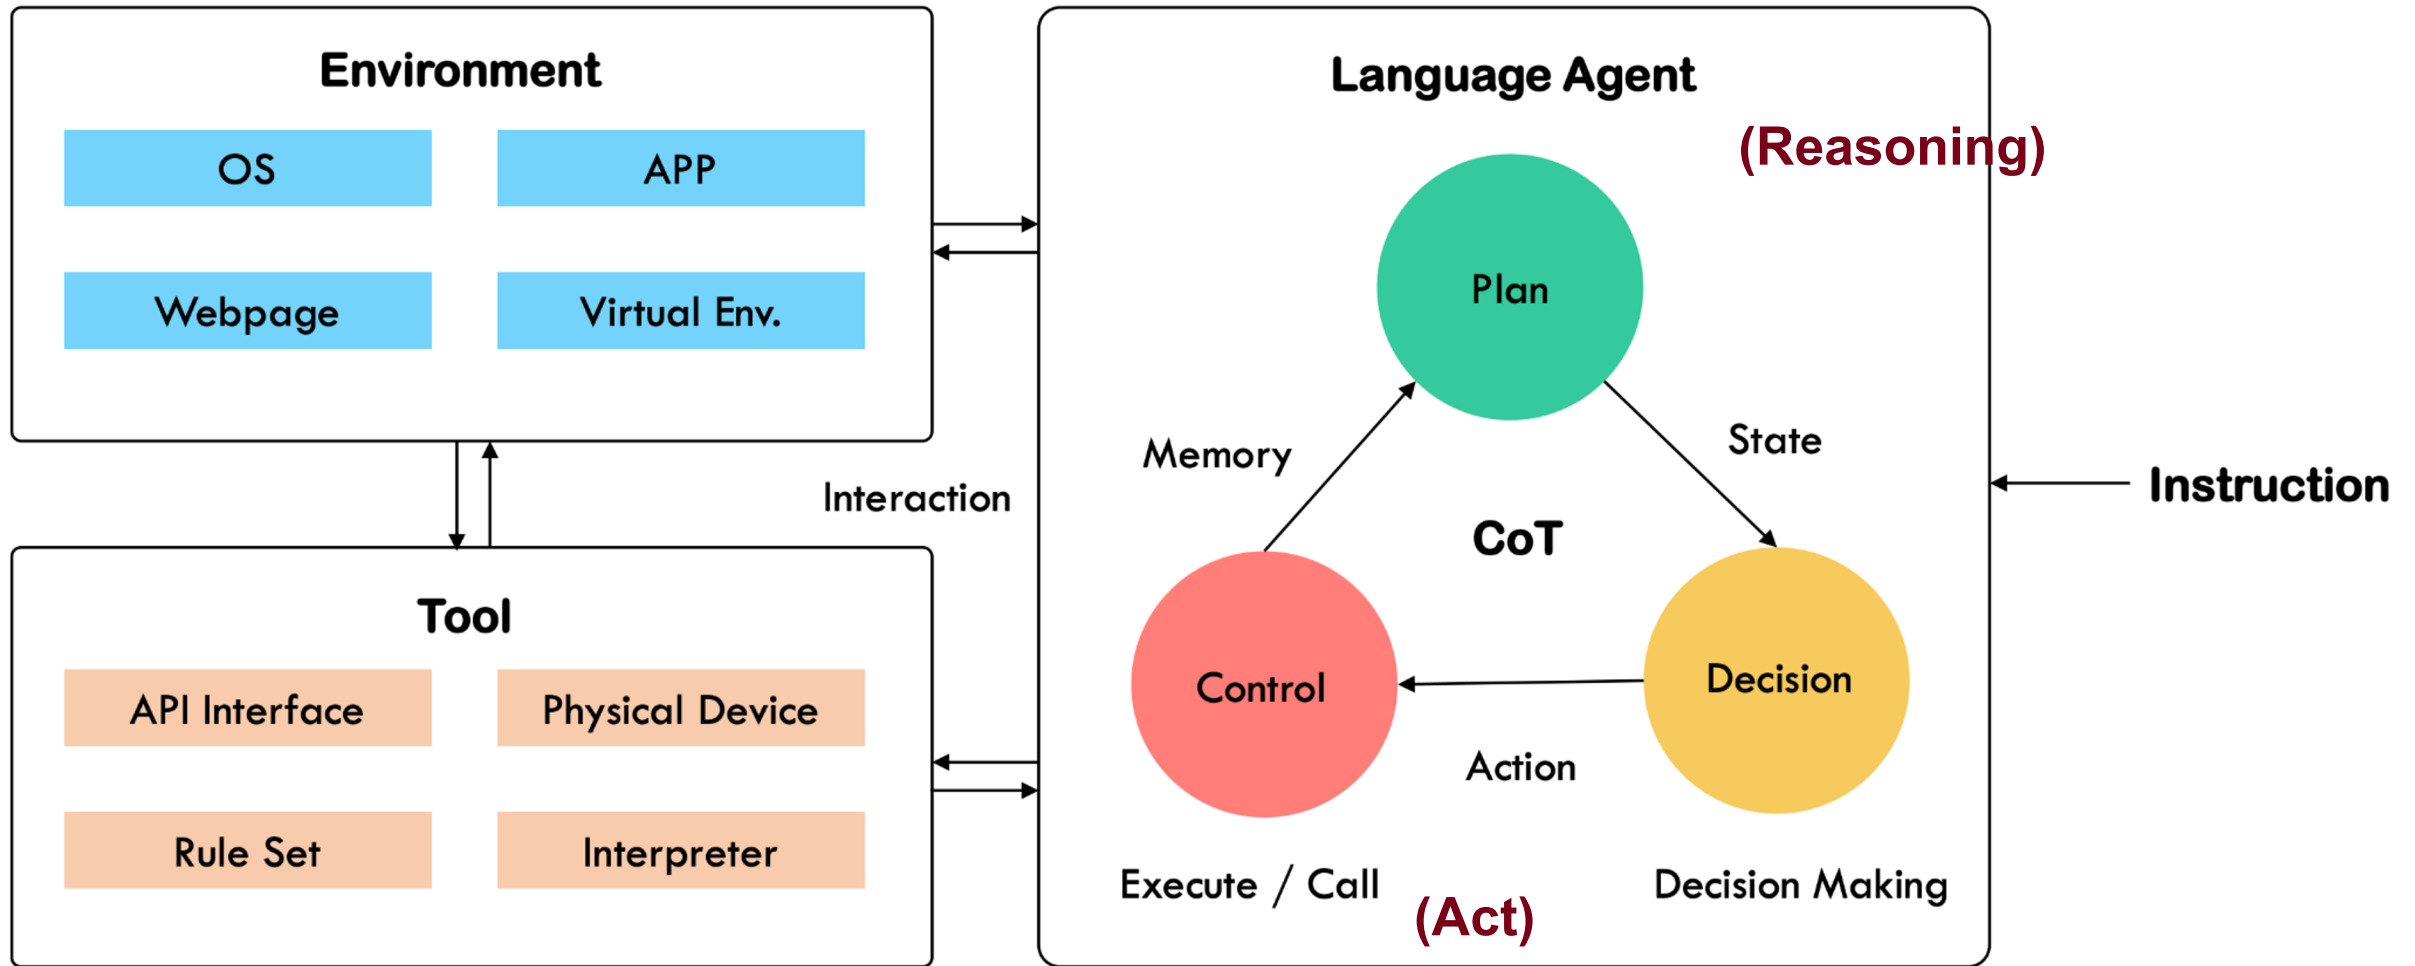 Environment
OS
APP
Webpage
Virtual Env.
Interaction
Tool
API Interface
Physical Device
Rule Set
Interpreter
Language Agent
(Reasoning)
Plan
Memory
State
CoT
Control
Decision
Action
Execute / Call
Decision Making
(Act)
Instruction